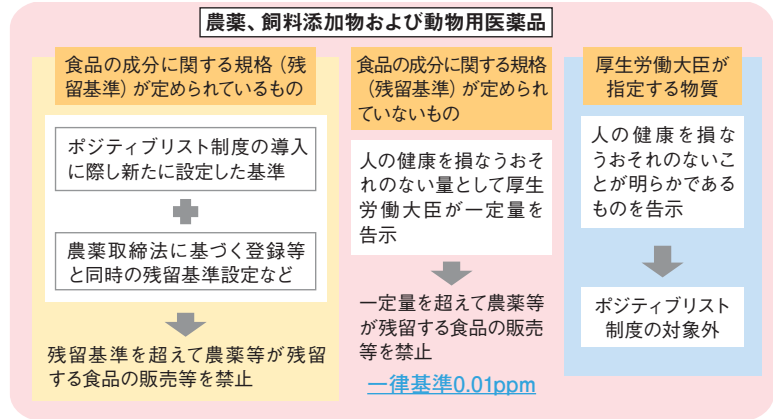 農薬、飼料添加物および動物用医薬品
食品の成分に関する規格（残
留基準）が定められているもの
ポジティブリスト制度の導入
に際し新たに設定した基準
農薬取締法に基づく登録等
と同時の残留基準設定など
残留基準を超えて農薬等が残留
する食品の販売等を禁止
食品の成分に関する規格
（残留基準）が定められ
ていないもの
人の健康を損なうおそ
れのない量として厚生
労働大臣が一定量を
告示
一定量を超えて農薬等
が残留する食品の販売
等を禁止
一律基準0.01ppm
厚生労働大臣が
指定する物質
人の健康を損な
うおそれのないこ
とが明らかである
ものを告示
ポジティブリスト
制度の対象外